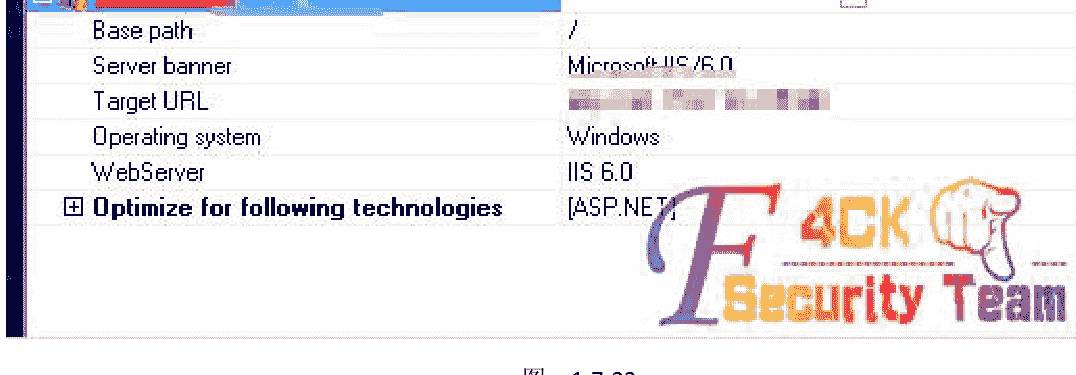 Base path /
Server banner Microsoft-IIS/6.0
Target URL
Operating system Windows
WebServer IIS 6.0
Optimize for following technologies [ASP.NET]
F4CK
Security Team